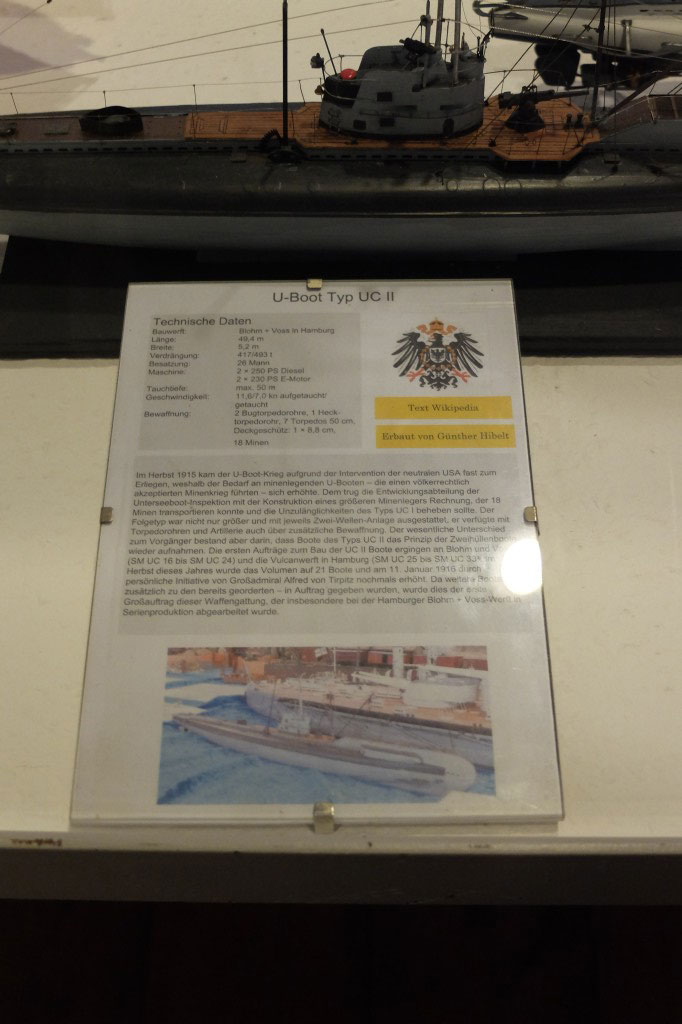 U-Boot Typ UC II
Technische Daten
Bauwerft: Blohm + Voss in Hamburg
Länge: 49,4 m
Breite: 5,2 m
Verdrängung: 417/493 t
Besatzung: 26 Mann
Maschine: 2 × 250 PS Diesel
2 × 230 PS E-Motor
Tauchtiefe: max. 50 m
Geschwindigkeit: 11,6/7,0 kn aufgetaucht/
getaucht
Bewaffnung: 2 Bugtorpedorohre, 1 Heck-
torpedorohr, 7 Torpedos 50 cm,
Deckgeschütz: 1 × 8,8 cm,
18 Minen
Text Wikipedia
Erbaut von Günther Hibelt
Im Herbst 1915 kam der U-Boot-Krieg aufgrund der Intervention der neutralen USA fast zum
Erliegen, weshalb der Bedarf an minenlegenden U-Booten – die einen völkerrechtlich
akzeptierten Minenkrieg führten – sich erhöhte. Dem trug die Entwicklungsabteilung der
Unterseeboot-Inspektion mit der Konstruktion eines größeren Minenlegers Rechnung, der 18
Minen transportieren konnte und die Unzulänglichkeiten des Typs UC I beheben sollte. Der
Folgetyp war nicht nur größer und mit jeweils Zwei-Wellen-Anlage ausgestattet, er verfügte mit
Torpedorohren und Artillerie auch über zusätzliche Bewaffnung. Der wesentliche Unterschied
zum Vorgänger bestand aber darin, dass Boote des Typs UC II das Prinzip der Zweihüllenboote
wieder aufnahmen. Die ersten Aufträge zum Bau der UC II Boote ergingen an Blohm und
(SM UC 16 bis SM UC 24) und die Vulcanwerft in Hamburg (SM UC 25 bis SM UC 33).
Herbst dieses Jahres wurde das Volumen auf 21 Boote und am 11. Januar 1916 durch
persönliche Initiative von Großadmiral Alfred von Tirpitz nochmals erhöht. Da weitere Boote
zusätzlich zu den bereits georderten – in Auftrag gegeben wurden, wurde dies der erste
Großauftrag dieser Waffengattung, der insbesondere bei der Hamburger Blohm + Voss-Werft in
Serienproduktion abgearbeitet wurde.